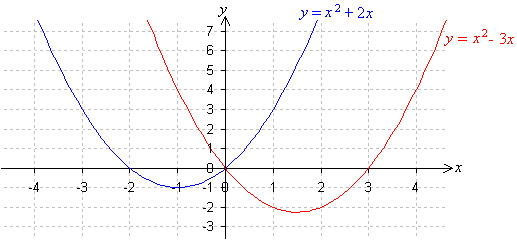 y = x² + 2x
y = x² - 3x
y
7
6
5
4
3
2
1
0
-1
-2
-3
-4 -3 -2 -1 0 1 2 3 4 x